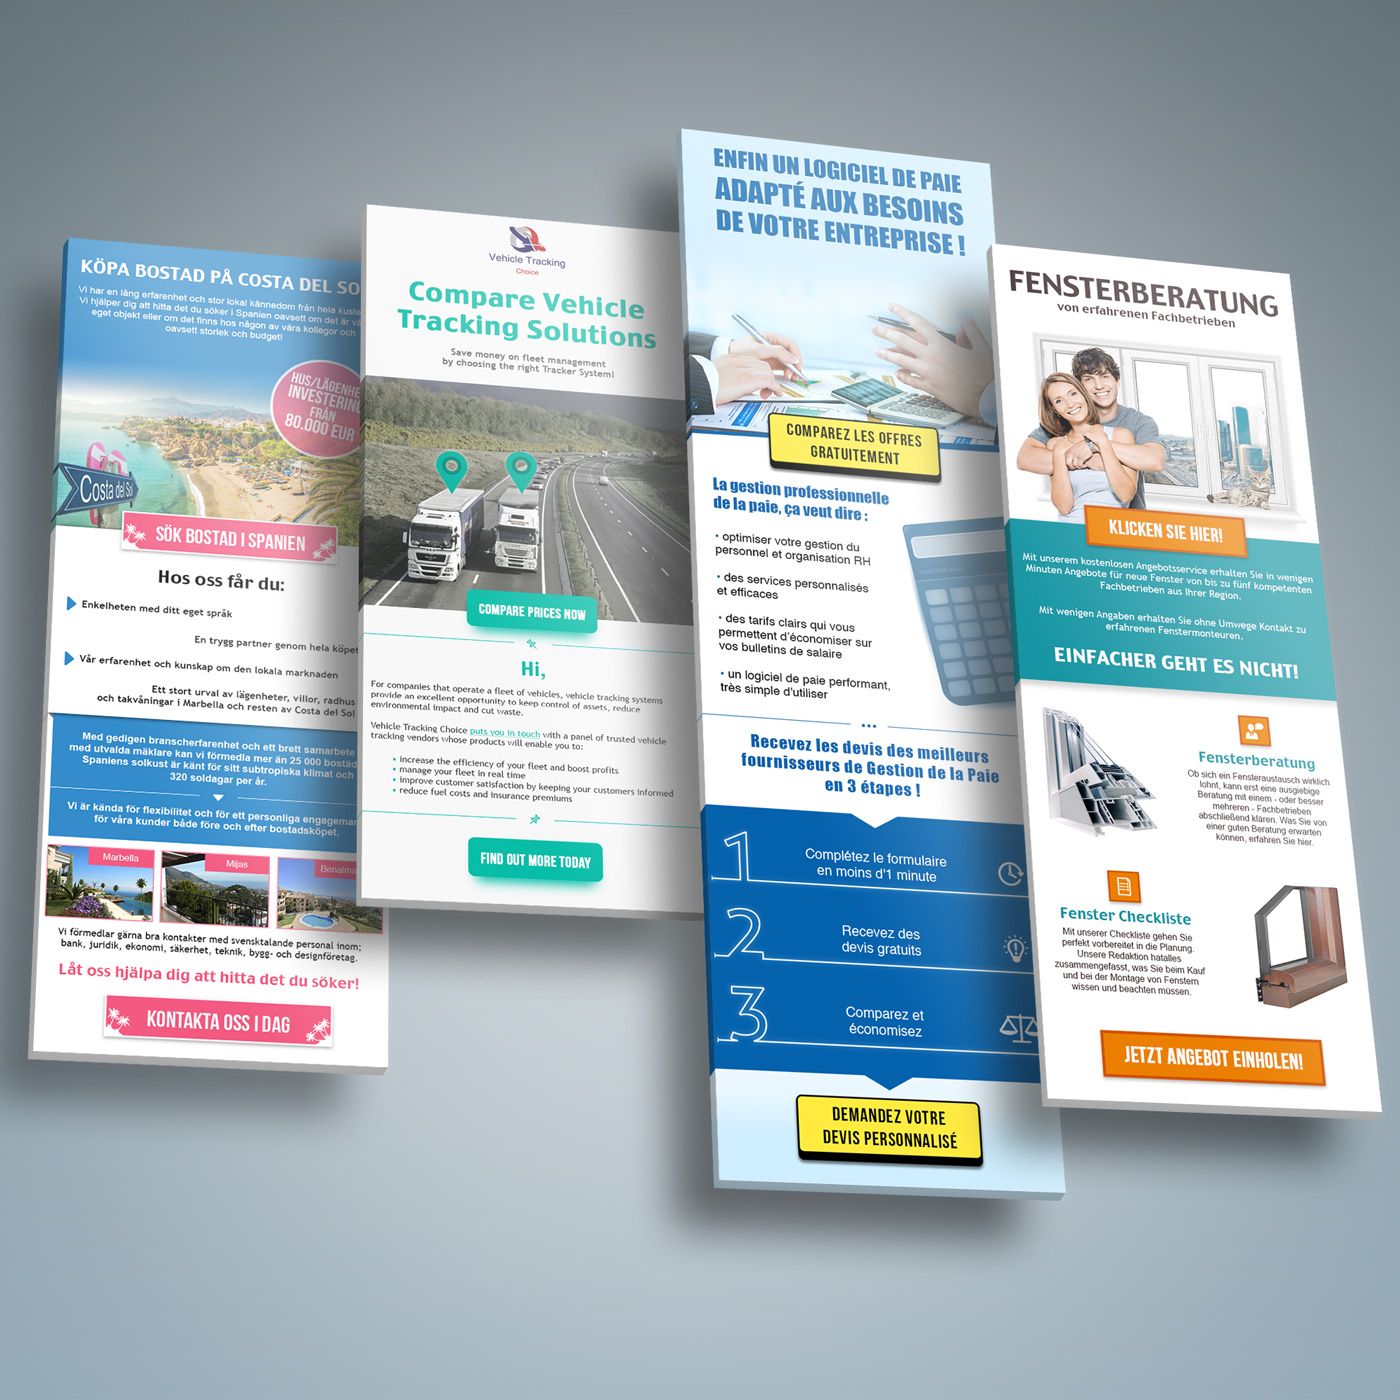 KÖPA BOSTAD PÅ COSTA DEL SO
Vi har en lång erfarenhet och stor lokal kännedom från hela kuste
Vi hjälper dig att hitta det du söker i Spanien oavsett om det är vå
eget objekt eller om det finns hos någon av våra kollegor och
oavsett storlek och budget!
HUS/LÄGENHE
INVESTERING
FRÅN
80.000 EUR
Costa del Sol
SÖK BOSTAD I SPANIEN
Hos oss får du:
Enkelheten med ditt eget språk
En trygg partner genom hela köpet
Vår erfarenhet och kunskap om den lokala marknaden
Ett stort urval av lägenheter, villor, radhus
och takvåningar i Marbella och resten av Costa del Sol
Med gedigen branscherfarenhet och ett brett samarbete
med utvalda mäklare kan vi förmedla mer än 25 000 bostäd
Spaniens solkust är känt för sitt subtropiska klimat och
320 soldagar per år.
Vi är kända för flexibilitet och för ett personliga engagemar
för våra kunder både före och efter bostadsköpet.
Marbella
Mijas
Benalma
Vi förmedlar gärna bra kontakter med svensktalande personal inom;
bank, juridik, ekonomi, säkerhet, teknik, bygg- och designföretag.
Låt oss hjälpa dig att hitta det du söker!
KONTAKTA OSS I DAG
Vehicle Tracking
Choice
Compare Vehicle
Tracking Solutions
Save money on fleet management
by choosing the right Tracker System!
COMPARE PRICES NOW
Hi,
For companies that operate a fleet of vehicles, vehicle tracking systems
provide an excellent opportunity to keep control of assets, reduce
environmental impact and cut waste.
Vehicle Tracking Choice puts you in touch with a panel of trusted vehicle
tracking vendors whose products will enable you to:
• increase the efficiency of your fleet and boost profits
• manage your fleet in real time
• improve customer satisfaction by keeping your customers informed
• reduce fuel costs and insurance premiums
FIND OUT MORE TODAY
ENFIN UN LOGICIEL DE PAIE
ADAPTÉ AUX BESOINS
DE VOTRE ENTREPRISE !
COMPAREZ LES OFFRES
GRATUITEMENT
La gestion professionnelle
de la paie, ça veut dire :
• optimiser votre gestion du
personnel et organisation RH
• des services personnalisés
et efficaces
• des tarifs clairs qui vous
permettent d'économiser sur
vos bulletins de salaire
• un logiciel de paie performant,
très simple d'utiliser
Recevez les devis des meilleurs
fournisseurs de Gestion de la Paie
en 3 étapes !
1
Complétez le formulaire
en moins d'1 minute
2
Recevez des
devis gratuits
3
Comparez et
économisez
DEMANDEZ VOTRE
DEVIS PERSONNALISÉ
FENSTERBERATUNG
von erfahrenen Fachbetrieben
KLICKEN SIE HIER!
Mit unserem kostenlosen Angebotsservice erhalten Sie in wenigen
Minuten Angebote für neue Fenster von bis zu fünf kompetenten
Fachbetrieben aus Ihrer Region.
Mit wenigen Angaben erhalten Sie ohne Umwege Kontakt zu
erfahrenen Fenstermonteuren.
EINFACHER GEHT ES NICHT!
Fensterberatung
Ob sich ein Fensteraustausch wirklich
lohnt, kann erst eine ausgiebige
Beratung mit einem - oder besser
mehreren - Fachbetrieben
abschließend klären. Was Sie von
einer guten Beratung erwarten
können, erfahren Sie hier.
Fenster Checkliste
Mit unserer Checkliste gehen Sie
perfekt vorbereitet in die Planung.
Unsere Redaktion hatalles
zusammengefasst, was Sie beim Kauf
und bei der Montage von Fenstern
wissen und beachten müssen.
JETZT ANGEBOT EINHOLEN!